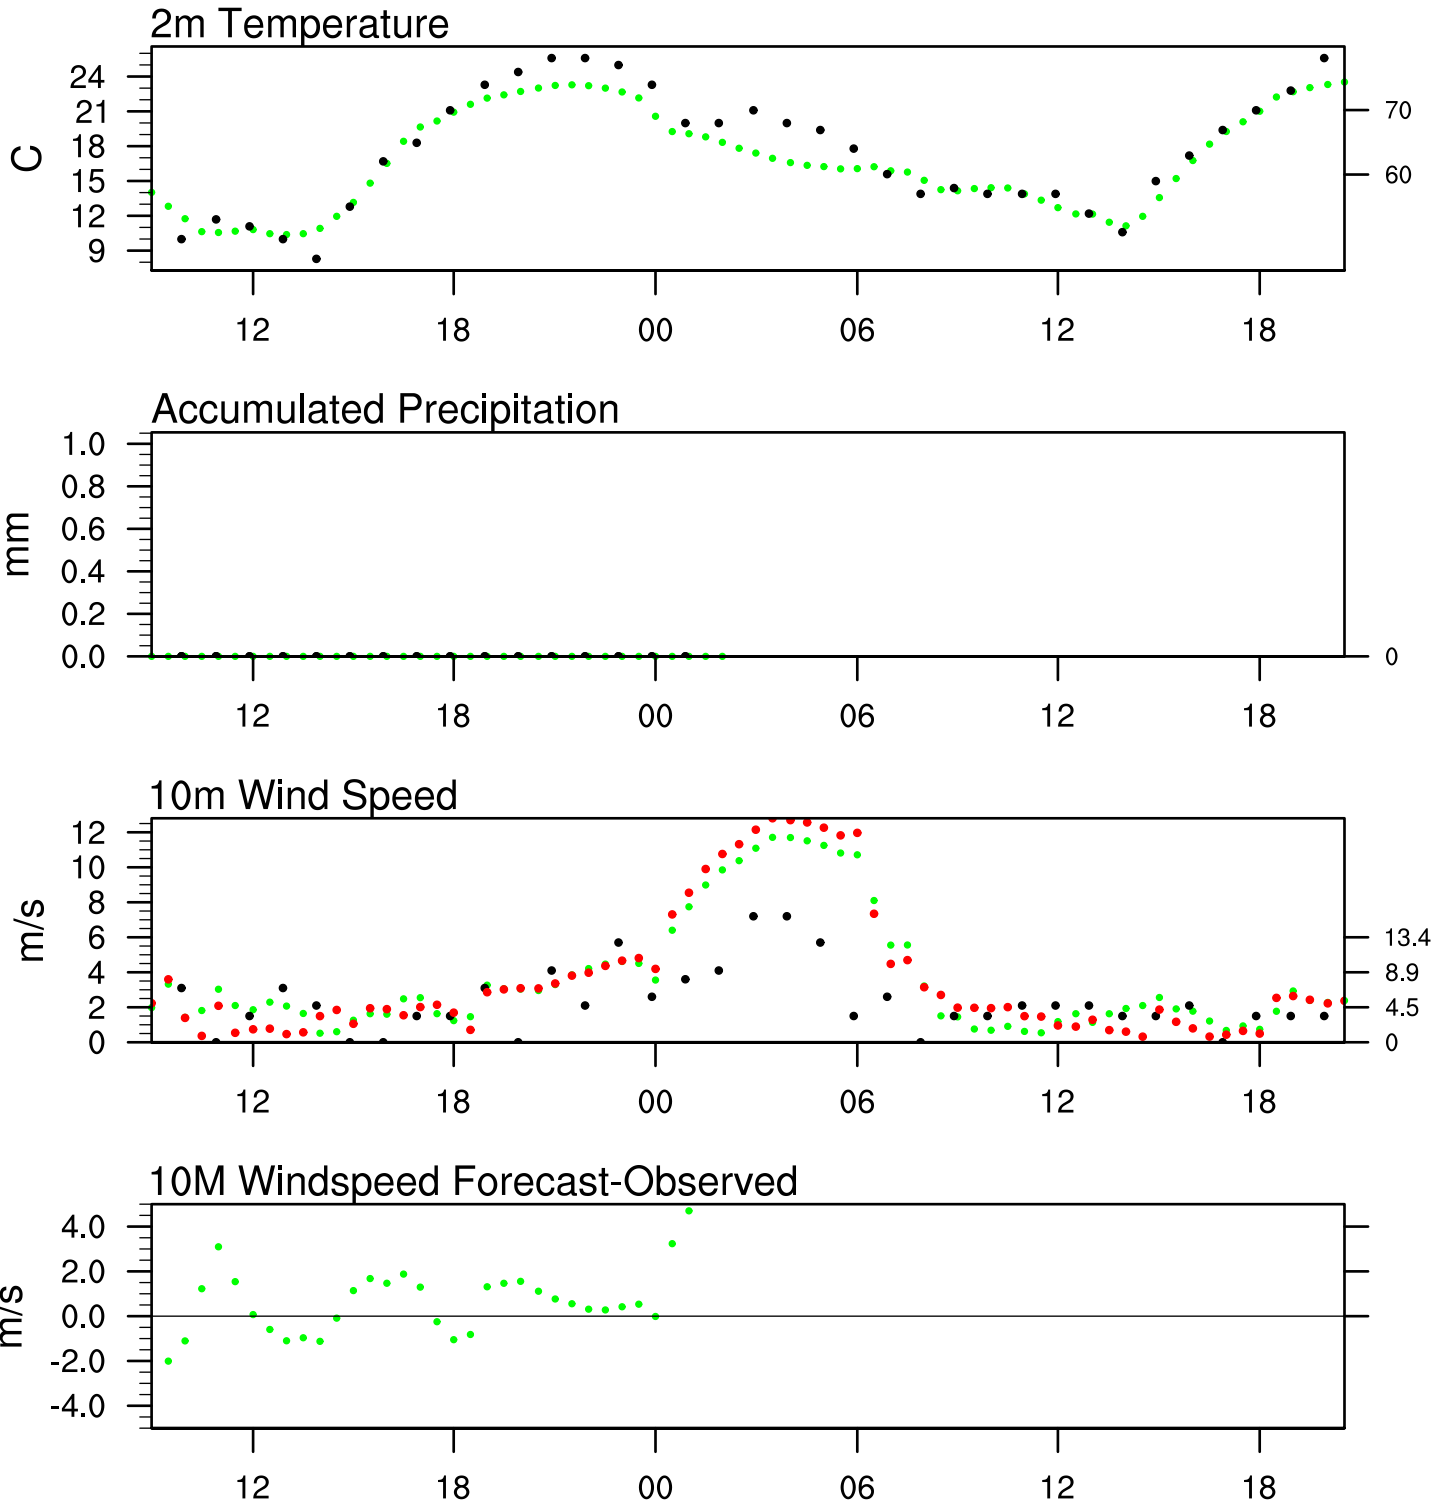 2m Temperature
24
21
18
15
12
9
C
70
60
12 18 00 06 12 18
Accumulated Precipitation
1.0
0.8
0.6
0.4
0.2
0.0
mm
0
12 18 00 06 12 18
10m Wind Speed
12
10
8
6
4
2
0
m/s
13.4
8.9
4.5
0
12 18 00 06 12 18
10M Windspeed Forecast-Observed
4.0
2.0
0.0
-2.0
-4.0
m/s
12 18 00 06 12 18